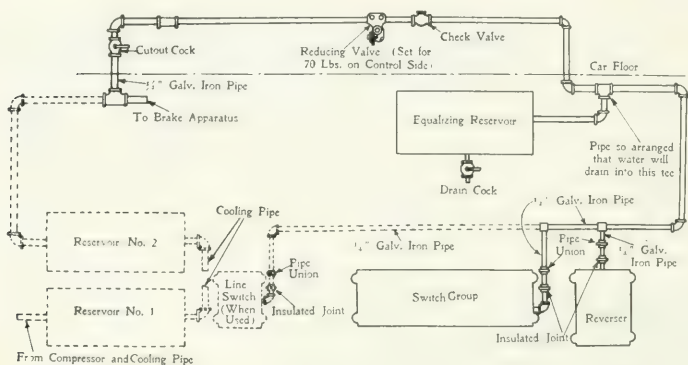 Cutout Cock
Reducing Valve (Set for
70 Lbs. on Control Side)
Check Valve
Car Floor
Galv. Iron Pipe
To Brake Apparatus
Equalizing Reservoir
Pipe so arranged
that water will
drain into this tee
Drain Cock
Cooling Pipe
Galv. Iron Pipe
Galv. Iron Pipe
Reservoir No. 2
Pipe
Union
Pipe
Union
Galv.
Iron Pipe
Reservoir No. 1
Line
Switch
(When
Used)
Insulated Joint
Switch Group
Insulated Joint
Reverser
From Compressor and Cooling Pipe